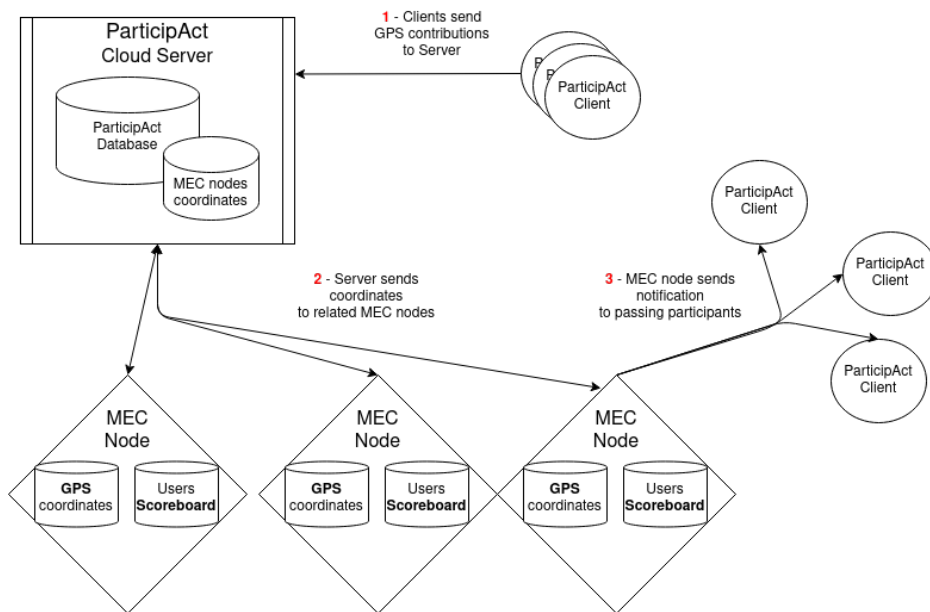 ParticipAct
Cloud Server
ParticipAct
Database
MEC nodes
coordinates
1 - Clients send
GPS contributions
to Server
ParticipAct
Client
2 - Server sends
coordinates
to related MEC nodes
3 - MEC node sends
notification
to passing participants
ParticipAct
Client
ParticipAct
Client
ParticipAct
Client
MEC
Node
GPS
coordinates
Users
Scoreboard
MEC
Node
GPS
coordinates
Users
Scoreboard
MEC
Node
GPS
coordinates
Users
Scoreboard